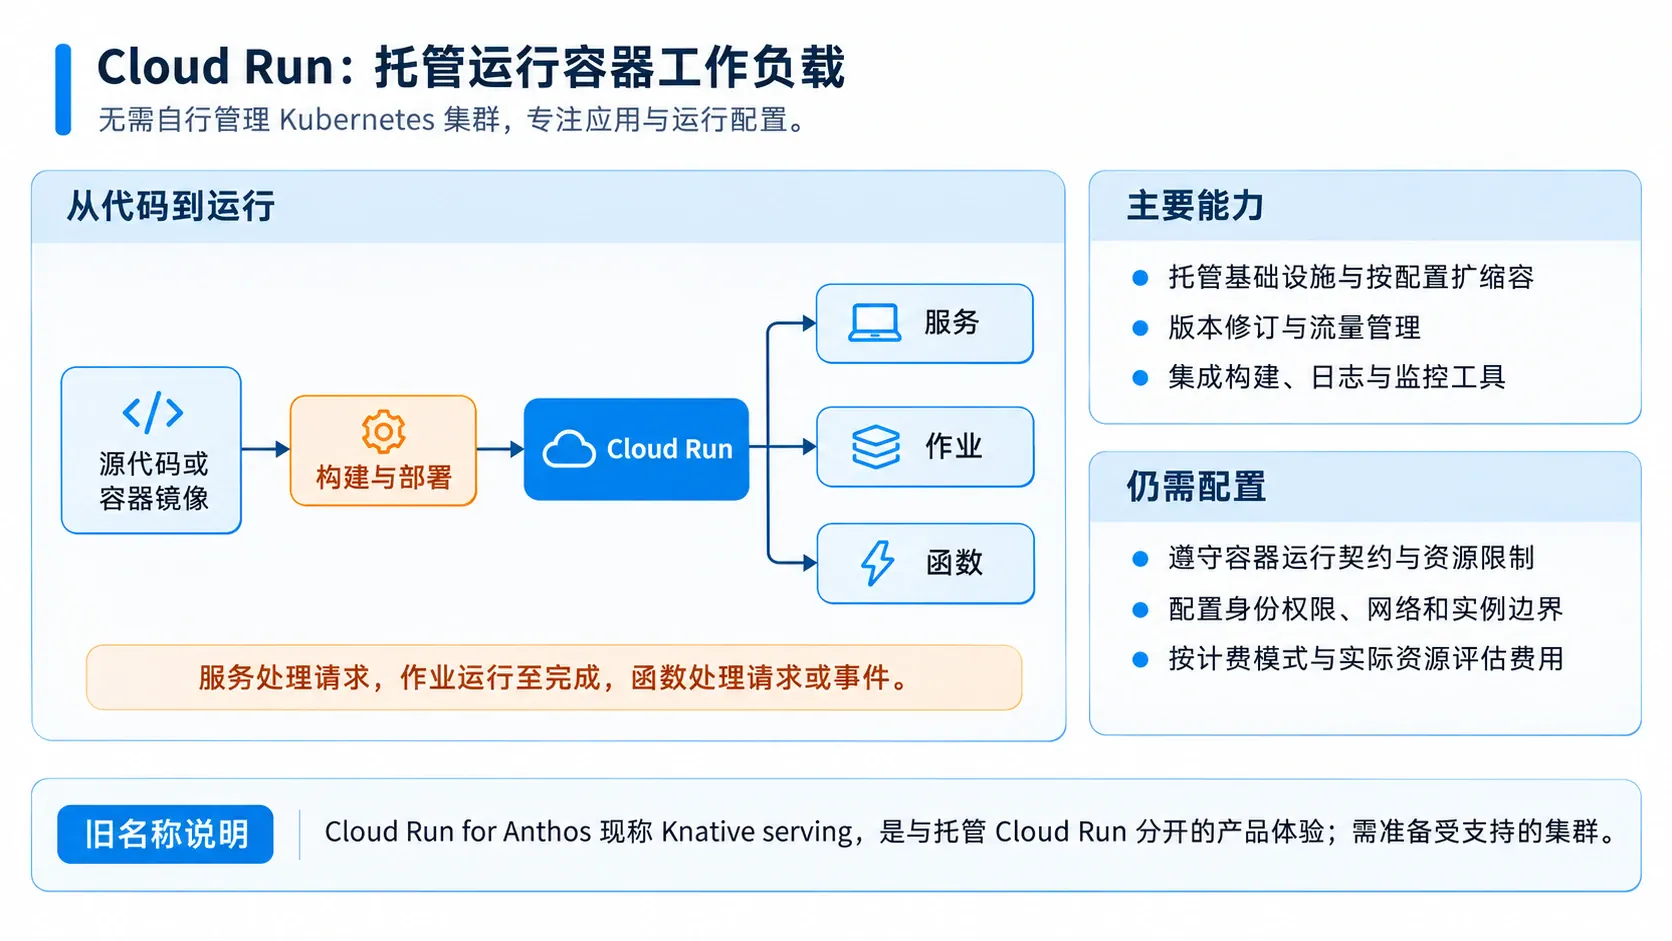 Cloud Run：托管运行容器工作负载
无需自行管理 Kubernetes 集群，专注应用与运行配置。
从代码到运行
源代码或
容器镜像
构建与部署
Cloud Run
服务
作业
函数
服务处理请求，作业运行至完成，函数处理请求或事件。
主要能力
托管基础设施与按配置扩缩容
版本修订与流量管理
集成构建、日志与监控工具
仍需配置
遵守容器运行契约与资源限制
配置身份权限、网络和实例边界
按计费模式与实际资源评估费用
旧名称说明
Cloud Run for Anthos 现称 Knative serving，是与托管 Cloud Run 分开的产品体验；需准备受支持的集群。